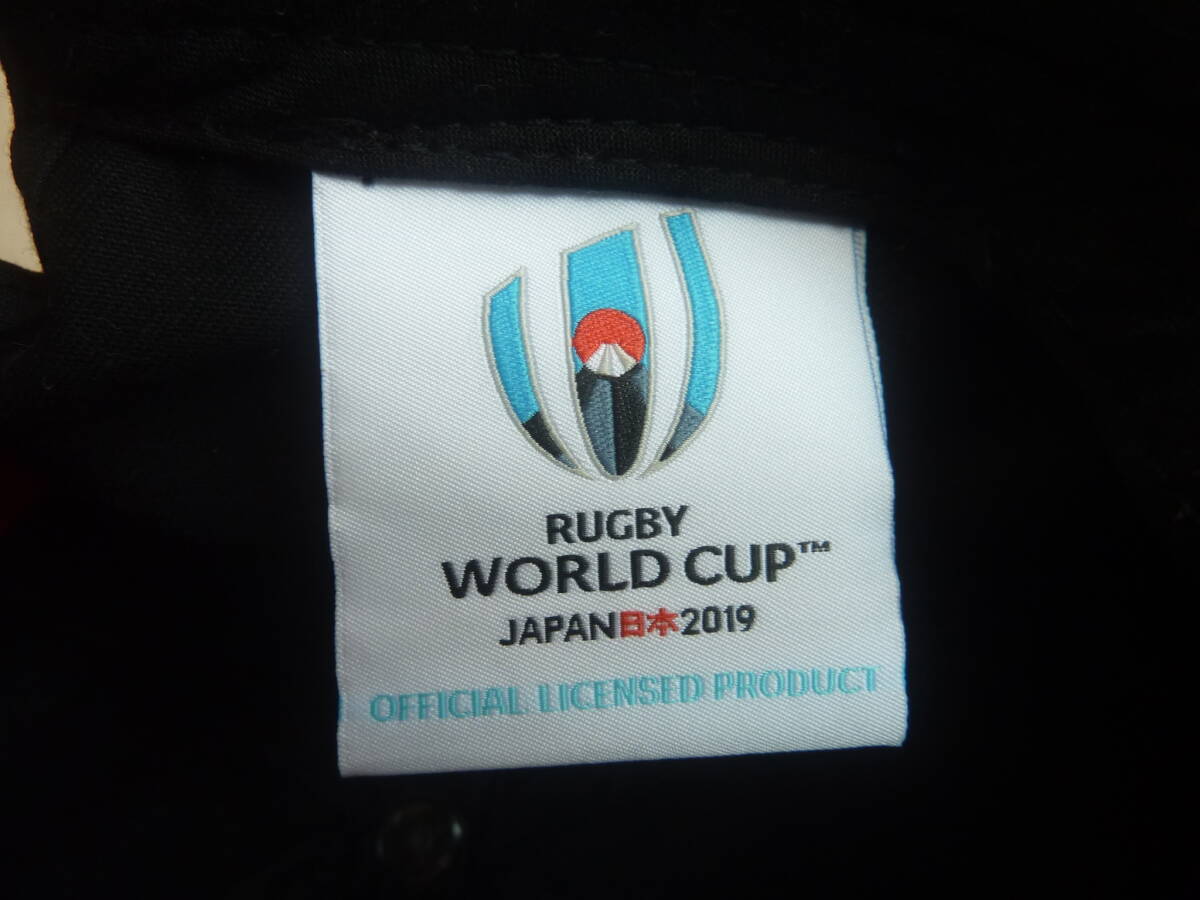 RUGBY
WORLD CUP™
JAPAN日本2019
OFFICIAL LICENSED PRODUCT